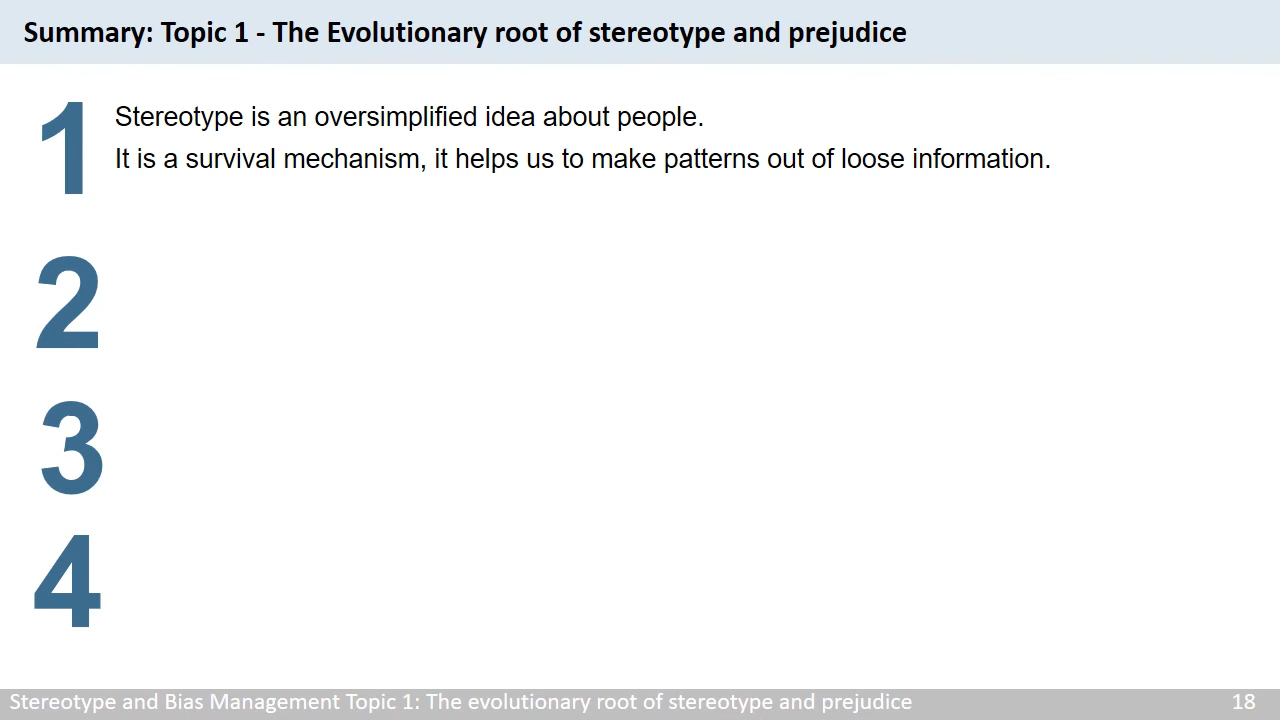 Summary: Topic 1 - The Evolutionary root of stereotype and prejudice
1
Stereotype is an oversimplified idea about people.
It is a survival mechanism, it helps us to make patterns out of loose information.
2
3
4
Stereotype and Bias Management Topic 1: The evolutionary root of stereotype and prejudice 18